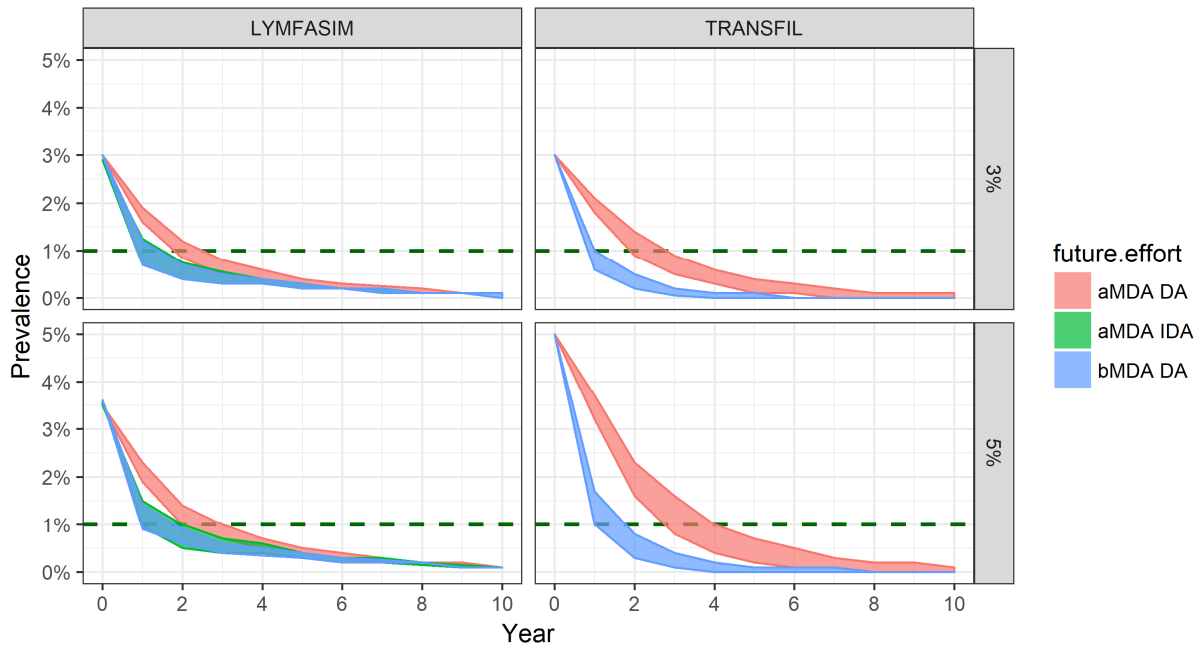 LYMFASIM
TRANSFIL
5%
4%
3%
2%
1%
0%
3%
5%
4%
3%
2%
1%
0%
5%
Prevalence
0 2 4 6 8 10
0 2 4 6 8 10
Year
future.effort
aMDA DA
aMDA IDA
bMDA DA